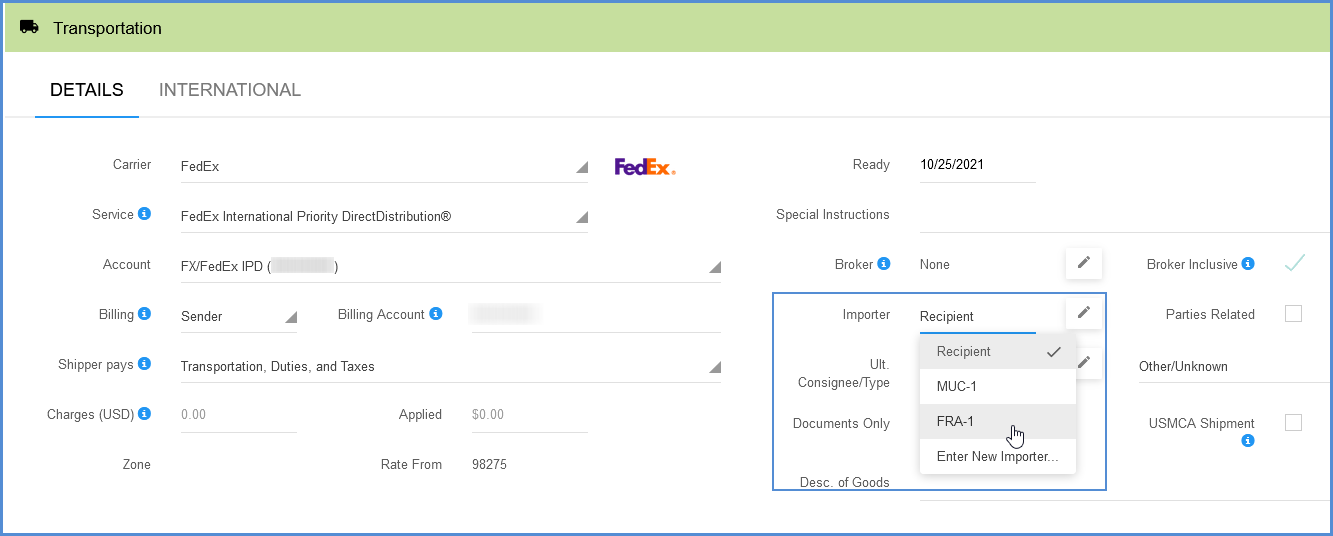 Transportation
DETAILS INTERNATIONAL
Carrier FedEx FedEx® Ready 10/25/2021
Service FedEx International Priority DirectDistribution® Special Instructions
Account FX/FedEx IPD ( ) Broker None Broker Inclusive
Billing Sender Billing Account Importer Recipient Parties Related
Shipper pays Transportation, Duties, and Taxes Ult. Consignee/Type Other/Unknown
Recipient
MUC-1
FRA-1
Enter New Importer...
Charges (USD) 0.00 Applied $0.00 Documents Only USMCA Shipment
Zone Rate From 98275
Desc. of Goods